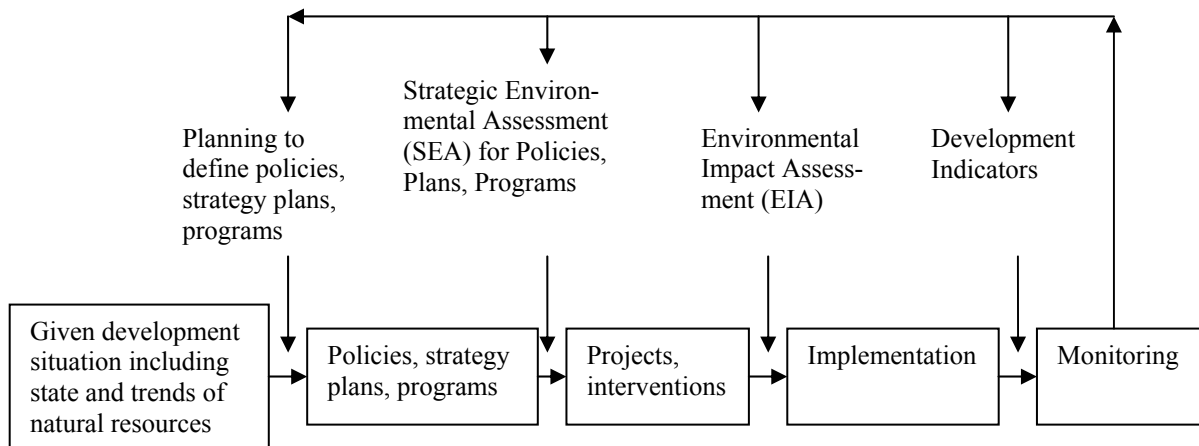 Planning to
define policies,
strategy plans,
programs
Strategic Environ-
mental Assessment
(SEA) for Policies,
Plans, Programs
Environmental
Impact Assess-
ment (EIA)
Development
Indicators
Given development
situation including
state and trends of
natural resources
Policies, strategy
plans, programs
Projects,
interventions
Implementation
Monitoring